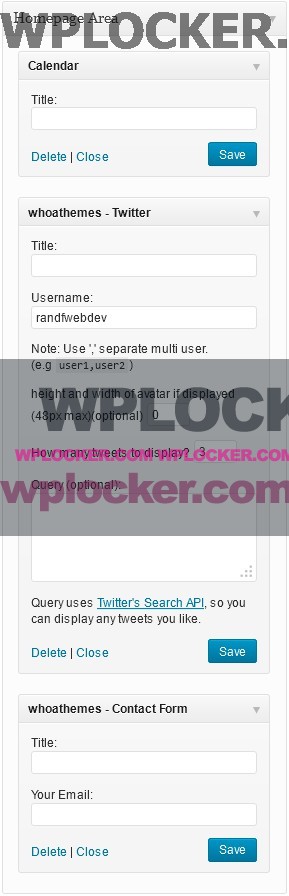 WPLOCKER.
Homepage Area
Calendar
Title:
Delete | Close
Save
whoathemes - Twitter
Title:
Username:
randfwebdev
Note: Use ',' separate multi user.
(e.g user1,user2 )
height and width of avatar if displayed
WPLOCK
(48px max)(optional) 0
How many tweets to display? 3
WPLOCKER.COM WPLOCKER.COM
Query (optional):
wplocker.com
Query uses Twitter's Search API, so you
can display any tweets you like.
Delete | Close
Save
whoathemes - Contact Form
Title:
Your Email:
Delete | Close
Save